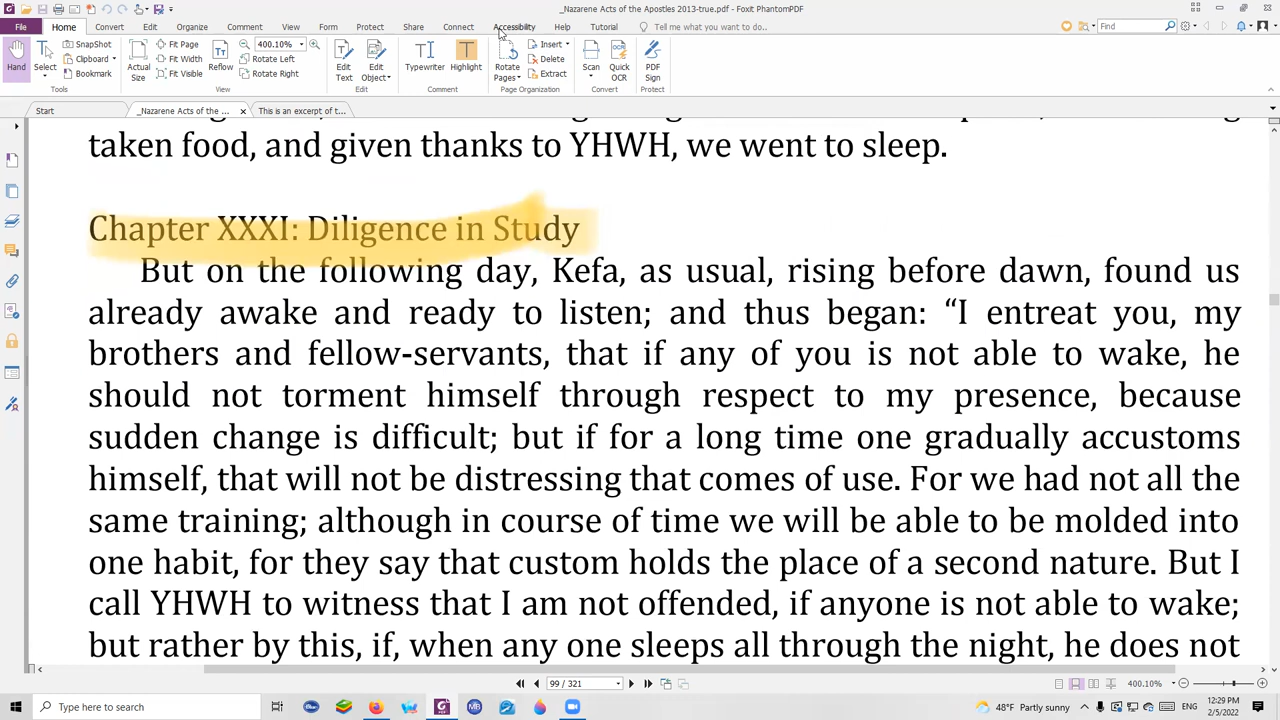 _Nazarene Acts of the Apostles 2013-true.pdf - Foxit PhantomPDF
File Home Convert Edit Organize Comment View Form Protect Share Connect Accessibility Help Tutorial Tell me what you want to do.. Find
Hand
Select
SnapShot
Clipboard
Bookmark
Tools
Actual Size
Fit Page
Fit Width
Fit Visible
Reflow
400.10%
Rotate Left
Rotate Right
View
Edit Text
Edit Object
Edit
Typewriter
Highlight
Comment
Rotate Pages
Insert
Delete
Extract
Page Organization
Scan
Quick OCR
Convert
PDF Sign
Protect
Start _Nazarene Acts of the ... This is an excerpt of t...
taken food, and given thanks to YHWH, we went to sleep.
Chapter XXXI: Diligence in Study
But on the following day, Kefa, as usual, rising before dawn, found us
already awake and ready to listen; and thus began: “I entreat you, my
brothers and fellow-servants, that if any of you is not able to wake, he
should not torment himself through respect to my presence, because
sudden change is difficult; but if for a long time one gradually accustoms
himself, that will not be distressing that comes of use. For we had not all the
same training; although in course of time we will be able to be molded into
one habit, for they say that custom holds the place of a second nature. But I
call YHWH to witness that I am not offended, if anyone is not able to wake;
but rather by this, if, when any one sleeps all through the night, he does not
99 / 321 400.10%
Type here to search
48°F Partly sunny
12:29 PM
2/5/2022